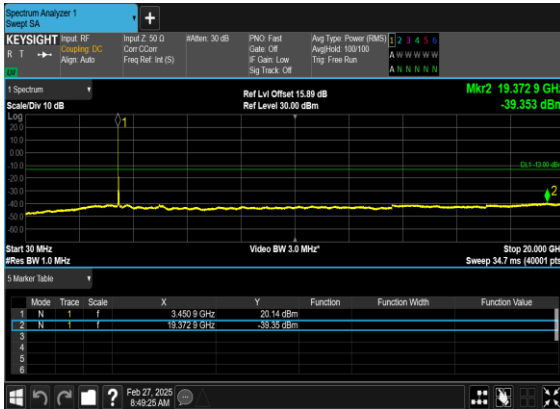 Spectrum Analyzer 1
Swept SA
+
KEYSIGHT
R T
Input: RF
Coupling: DC
Align: Auto
Input Z: 50 Ω
Corr CCorr
Freq Ref: Int (S)
#Atten: 30 dB
PNO: Fast
Gate: Off
IF Gain: Low
Sig Track: Off
Avg Type: Power (RMS)
Avg|Hold: 100/100
Trig: Free Run
1 2 3 4 5 6
A W W W W W
A N N N N N
1 Spectrum
Scale/Div 10 dB
Ref Lvl Offset 15.89 dB
Ref Level 30.00 dBm
Mkr2 19.372 9 GHz
-39.353 dBm
Log
20.0
10.0
0.00
-10.0
-20.0
-30.0
-40.0
-50.0
-60.0
1
DL1 -13.00 dBm
2
Start 30 MHz
#Res BW 1.0 MHz
Video BW 3.0 MHz*
Stop 20.000 GHz
Sweep 34.7 ms (40001 pts)
5 Marker Table
Mode Trace Scale X Y Function Function Width Function Value
1 N 1 f 3.450 9 GHz 20.14 dBm
2 N 1 f 19.372 9 GHz -39.35 dBm
3
4
5
6
?
Feb 27, 2025
8:49:25 AM